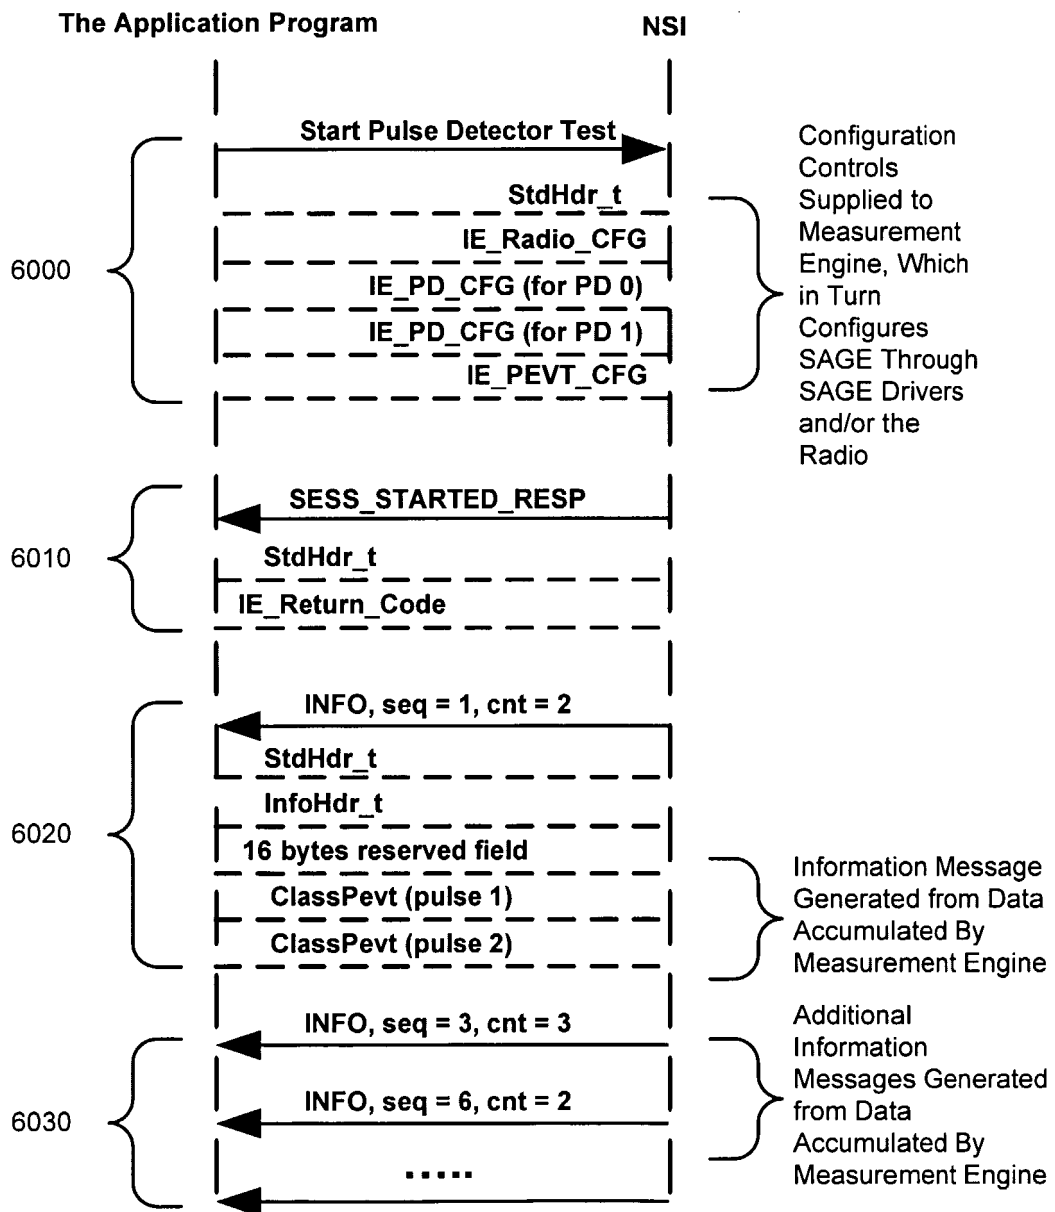 The Application Program
NSI
Start Pulse Detector Test
StdHdr_t
IE_Radio_CFG
6000
IE_PD_CFG (for PD 0)
IE_PD_CFG (for PD 1)
IE_PEVT_CFG
Configuration
Controls
Supplied to
Measurement
Engine, Which
in Turn
Configures
SAGE Through
SAGE Drivers
and/or the
Radio
SESS_STARTED_RESP
6010
StdHdr_t
IE_Return_Code
INFO, seq = 1, cnt = 2
StdHdr_t
InfoHdr_t
6020
16 bytes reserved field
ClassPevt (pulse 1)
ClassPevt (pulse 2)
Information Message
Generated from Data
Accumulated By
Measurement Engine
INFO, seq = 3, cnt = 3
6030
INFO, seq = 6, cnt = 2
.....
Additional
Information
Messages Generated
from Data
Accumulated By
Measurement Engine